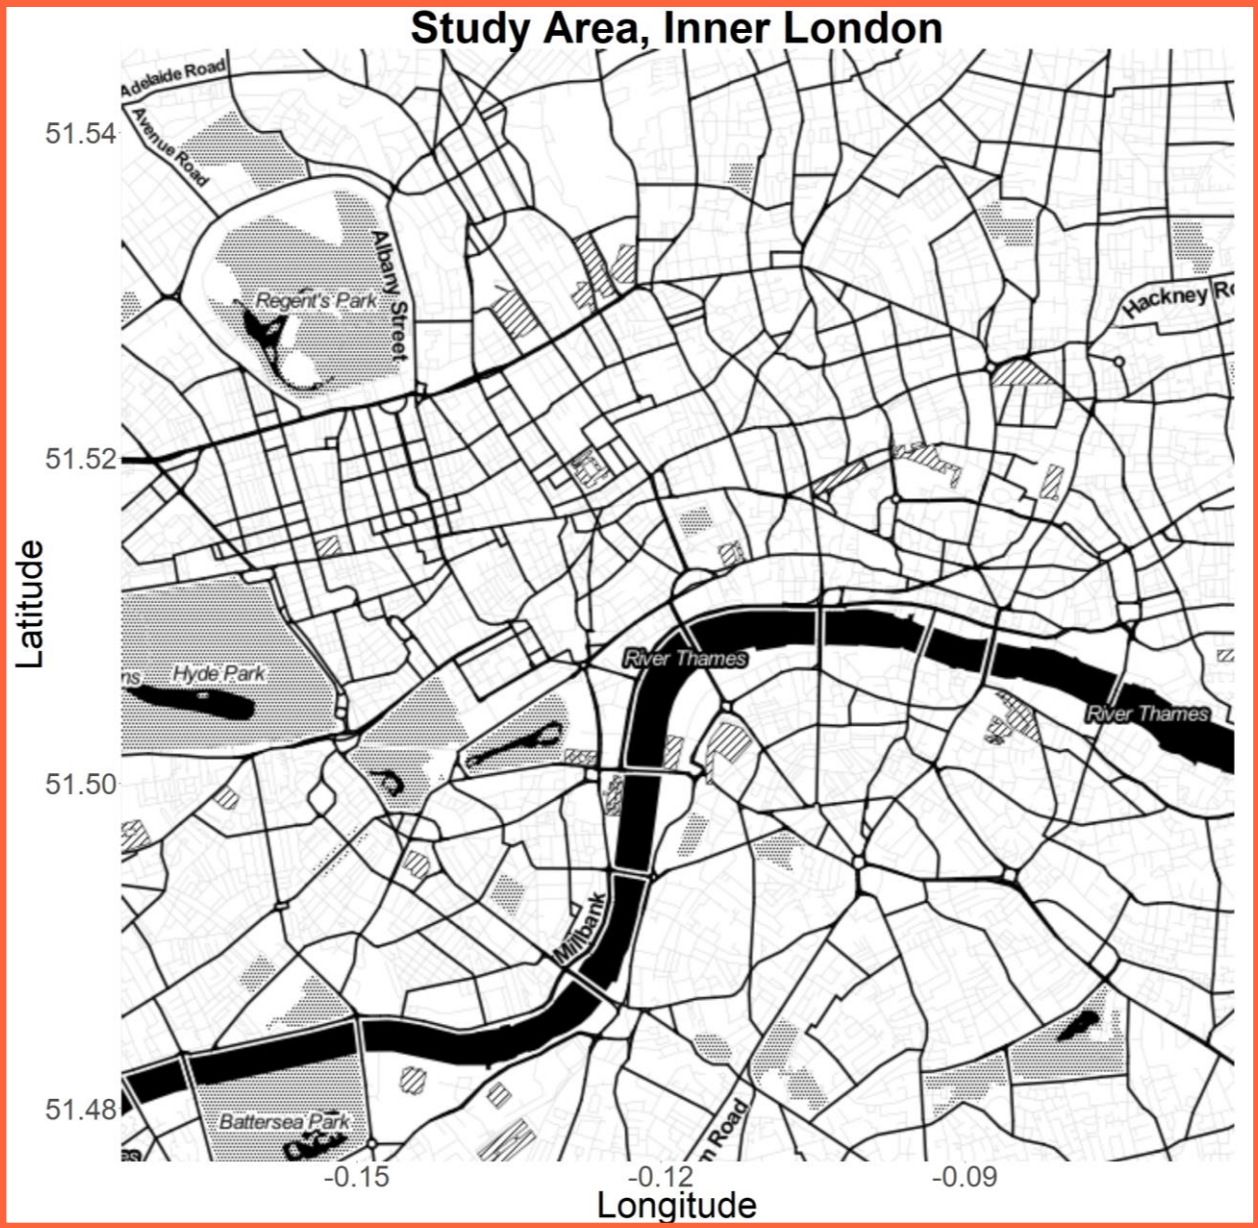 Study Area, Inner London
Adelaide Road
51.54
Avenue Road
Albany Street
Regent's Park
Hackney Ro
51.52
Latitude
River Thames
ns
Hyde Park
River Thames
51.50
Millbank
51.48
Battersea Park
m Road
-0.15
-0.12
-0.09
Longitude